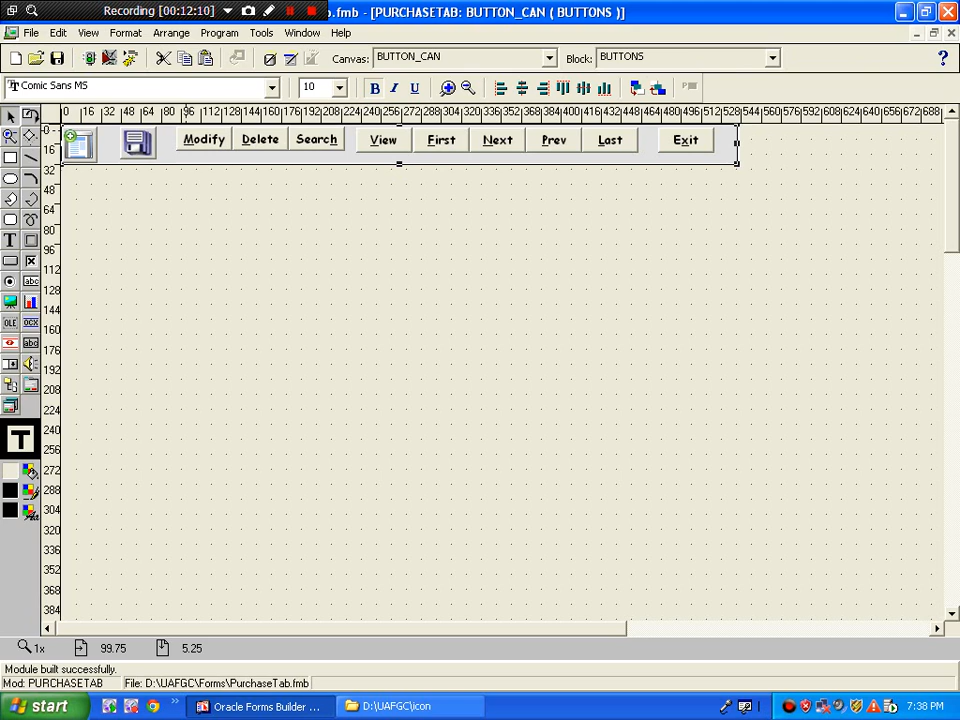 Recording [00:12:10] b.fmb - [PURCHASETAB: BUTTON_CAN ( BUTTONS )]
File Edit View Format Arrange Program Tools Window Help
Canvas: BUTTON_CAN Block: BUTTONS
Comic Sans MS 10 B I U
0 16 32 48 64 80 96 112 128 144 160 176 192 208 224 240 256 272 288 304 320 336 352 368 384 400 416 432 448 464 480 496 512 528 544 560 576 592 608 624 640 656 672 688
Modify Delete Search View First Next Prev Last Exit
0
16
32
48
64
80
96
112
128
144
160
176
192
208
224
240
256
272
288
304
320
336
352
368
384
T
abc
OLE OCX
abc
T
1x 99.75 5.25
Module built successfully.
Mod: PURCHASETAB File: D:\UAFGC\Forms\PurchaseTab.fmb
start Oracle Forms Builder ... D:\UAFGC\icon 7:38 PM